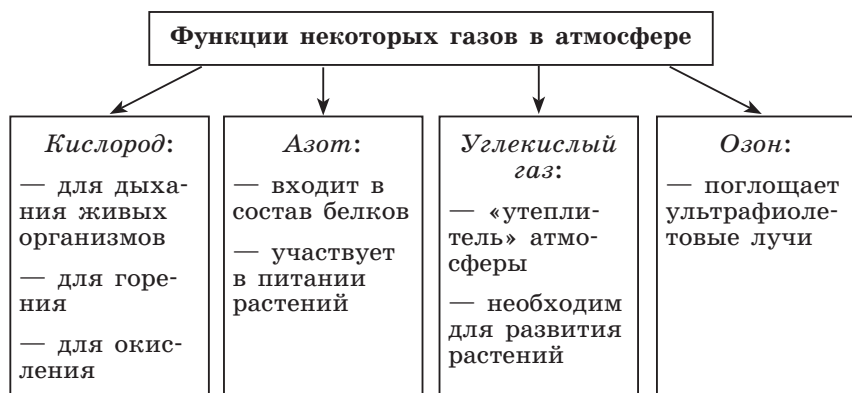 Функции некоторых газов в атмосфере
Кислород:
— для дыха-
ния живых
организмов
— для горе-
ния
— для окис-
ления
Азот:
— входит в
состав белков
— участвует
в питании
растений
Углекислый
газ:
— «утепли-
тель» атмо-
сферы
— необходим
для развития
растений
Озон:
— поглощает
ультрафиоле-
товые лучи